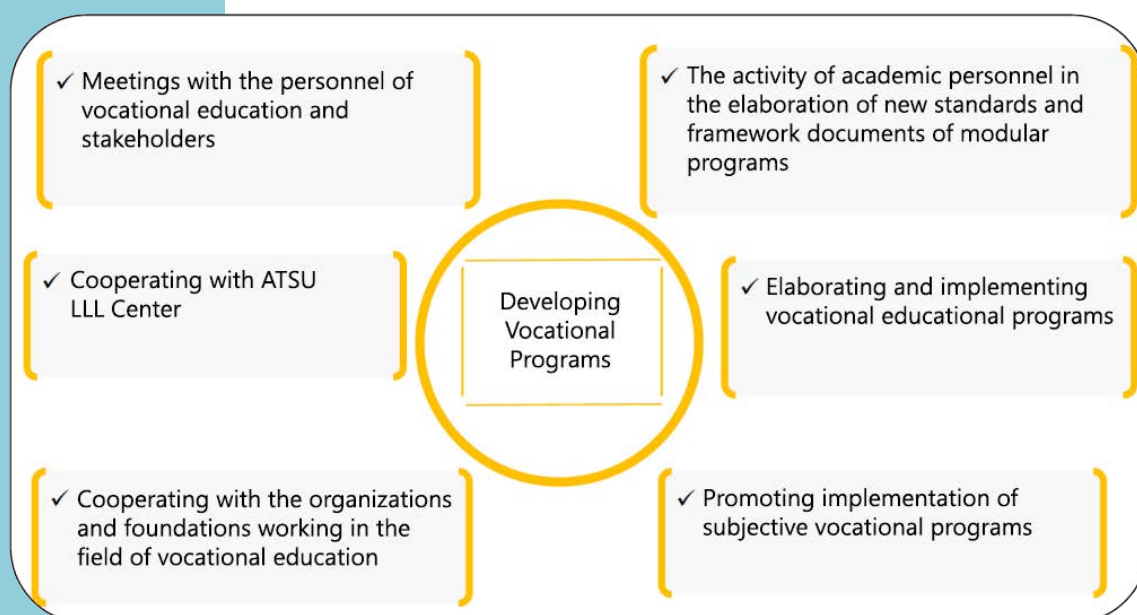 ✓ Meetings with the personnel of
vocational education and
stakeholders
✓ The activity of academic personnel in
the elaboration of new standards and
framework documents of modular
programs
✓ Cooperating with ATSU
LLL Center
Developing
Vocational
Programs
✓ Elaborating and implementing
vocational educational programs
✓ Cooperating with the organizations
and foundations working in the
field of vocational education
✓ Promoting implementation of
subjective vocational programs